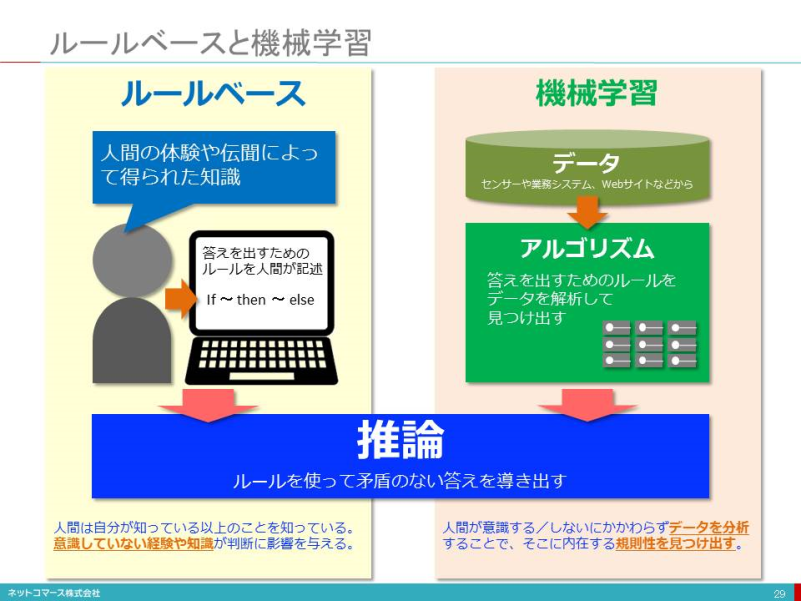 ルールベースと機械学習
ルールベース
人間の体験や伝聞によっ
て得られた知識
答えを出すための
ルールを人間が記述
If ～ then ～ else
機械学習
データ
センサーや業務システム、Webサイトなどから
アルゴリズム
答えを出すためのルールを
データを解析して
見つけ出す
推論
ルールを使って矛盾のない答えを導き出す
人間は自分が知っている以上のことを知っている。
意識していない経験や知識が判断に影響を与える。
人間が意識する／しないにかかわらずデータを分析
することで、そこに内在する規則性を見つけ出す。
ネットコマース株式会社
29